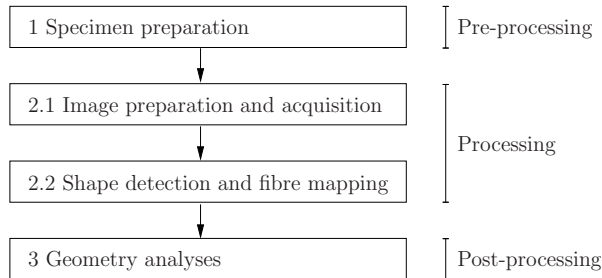 1 Specimen preparation
Pre-processing
2.1 Image preparation and acquisition
Processing
2.2 Shape detection and fibre mapping
3 Geometry analyses
Post-processing